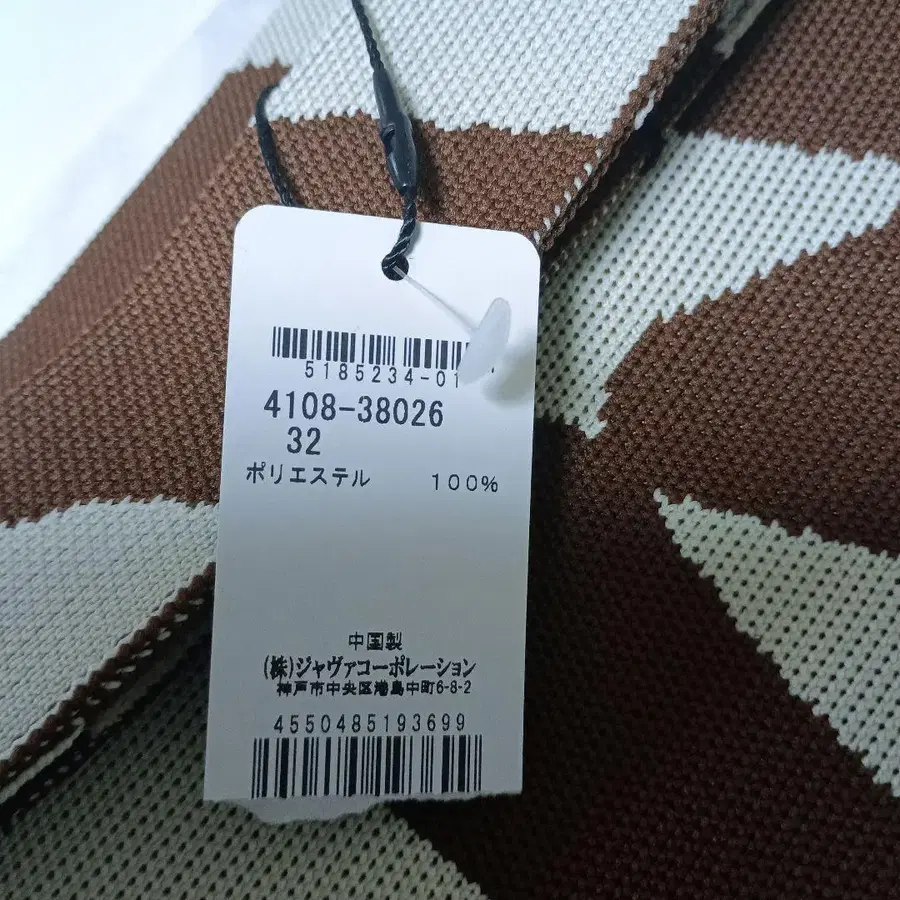 5185234-01
4108-38026
32
ポリエステル 100%
中国製
(株)ジャヴァコーポレーション
神戸市中央区港島中町6-8-2
4550485193699